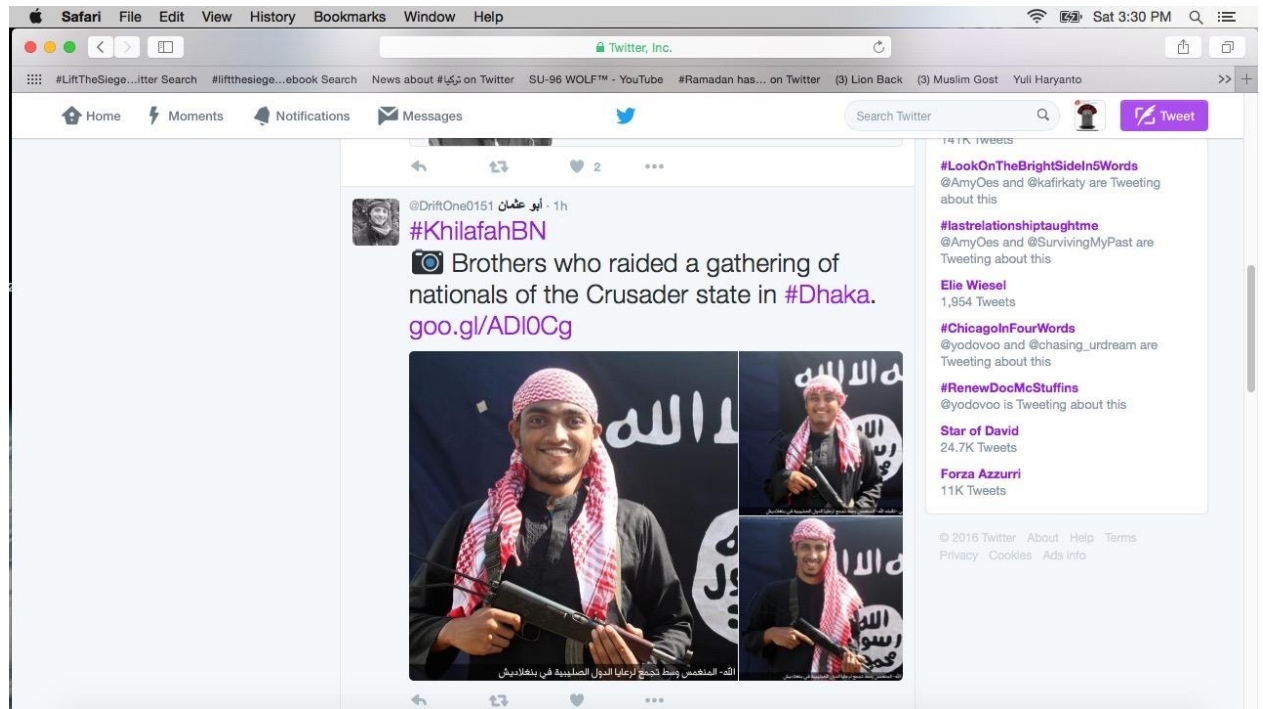 Safari File Edit View History Bookmarks Window Help
Sat 3:30 PM
Twitter, Inc.
#LiftTheSiege...itter Search #liftthesiege...ebook Search News about #تركيا on Twitter SU-96 WOLF™ - YouTube #Ramadan has... on Twitter (3) Lion Back (3) Muslim Gost Yuli Haryanto >> +
Home Moments Notifications Messages
Search Twitter
Tweet
2
@DriftOne0151 أبو عثمان · 1h
#KhilafahBN
Brothers who raided a gathering of
nationals of the Crusader state in #Dhaka.
goo.gl/ADI0Cg
الله- المنغمس وسط تجمع لرعايا الدول الصليبية في بنغلاديش
141K Tweets
#LookOnTheBrightSideIn5Words
@AmyOes and @kafirkaty are Tweeting
about this
#lastrelationshiptaughtme
@AmyOes and @SurvivingMyPast are
Tweeting about this
Elie Wiesel
1,954 Tweets
#ChicagoInFourWords
@yodovoo and @chasing_urdream are
Tweeting about this
#RenewDocMcStuffins
@yodovoo is Tweeting about this
Star of David
24.7K Tweets
Forza Azzurri
11K Tweets
© 2016 Twitter About Help Terms
Privacy Cookies Ads info